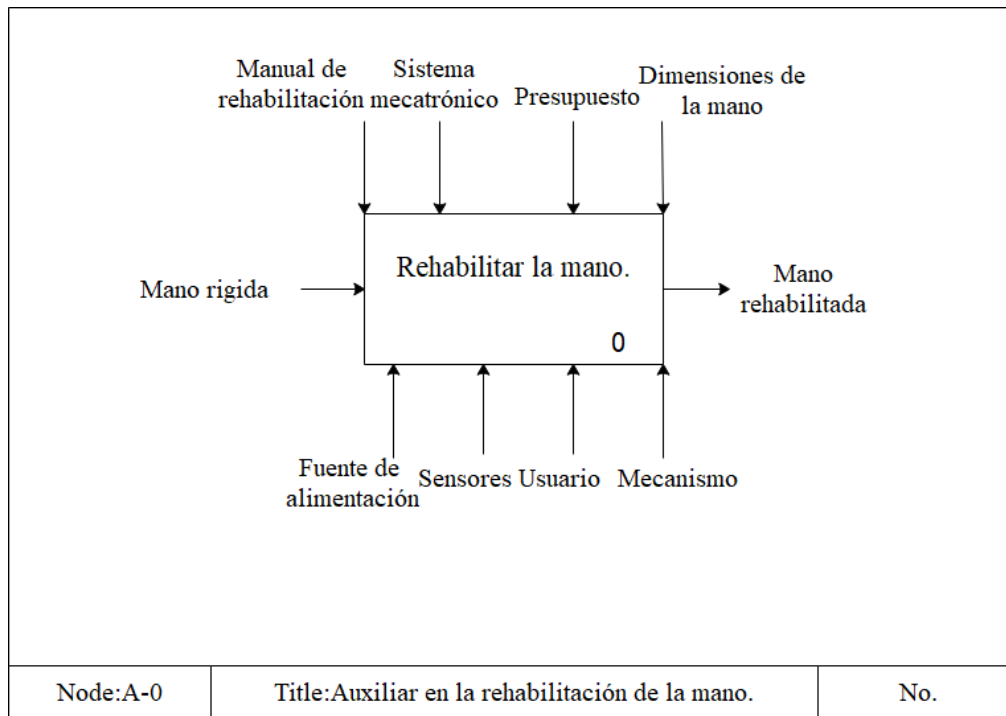 Manual de
rehabilitación
Sistema
mecatrónico
Presupuesto
Dimensiones de
la mano
Rehabilitar la mano.
0
Mano rigida
Mano
rehabilitada
Fuente de
alimentación
Sensores
Usuario
Mecanismo
Node:A-0
Title:Auxiliar en la rehabilitación de la mano.
No.